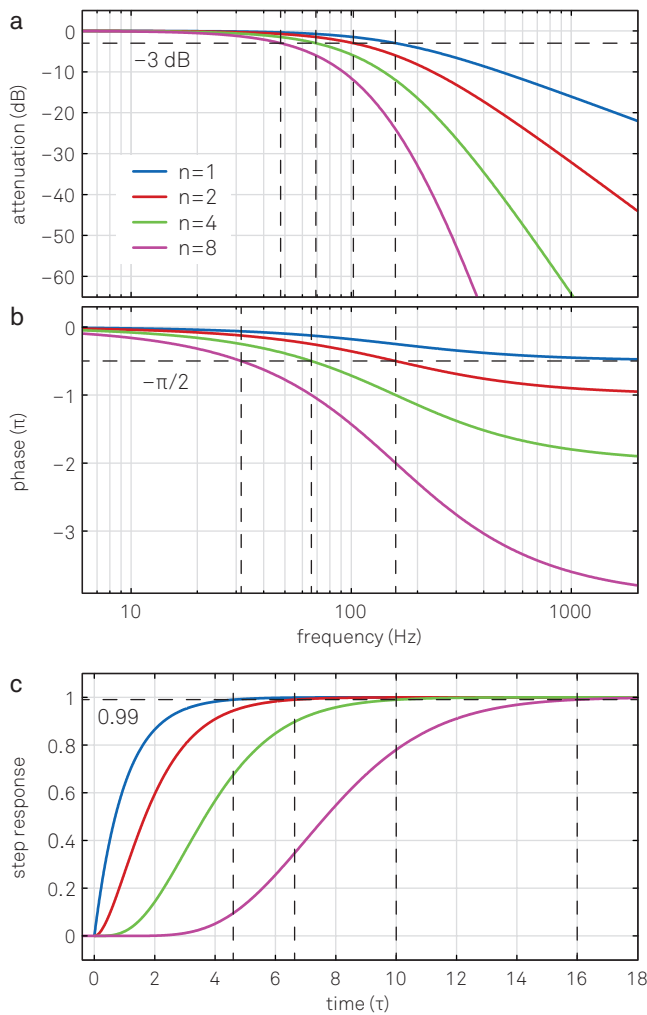 a
0
−10
−20
−30
−40
−50
−60
attenuation (dB)
−3 dB
n=1
n=2
n=4
n=8
b
0
−1
−2
−3
phase (π)
−π/2
10
100
1000
frequency (Hz)
c
1
0.8
0.6
0.4
0.2
0
step response
0.99
0
2
4
6
8
10
12
14
16
18
time (τ)